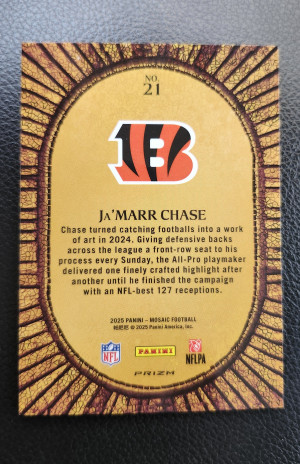 NO.
21
B
JA'MARR CHASE
Chase turned catching footballs into a work
of art in 2024. Giving defensive backs
across the league a front-row seat to his
process every Sunday, the All-Pro playmaker
delivered one finely crafted highlight after
another until he finished the campaign
with an NFL-best 127 receptions.
2025 PANINI – MOSAIC FOOTBALL
© 2025 Panini America, Inc.
NFL
PANINI
NFLPA
PRIZM